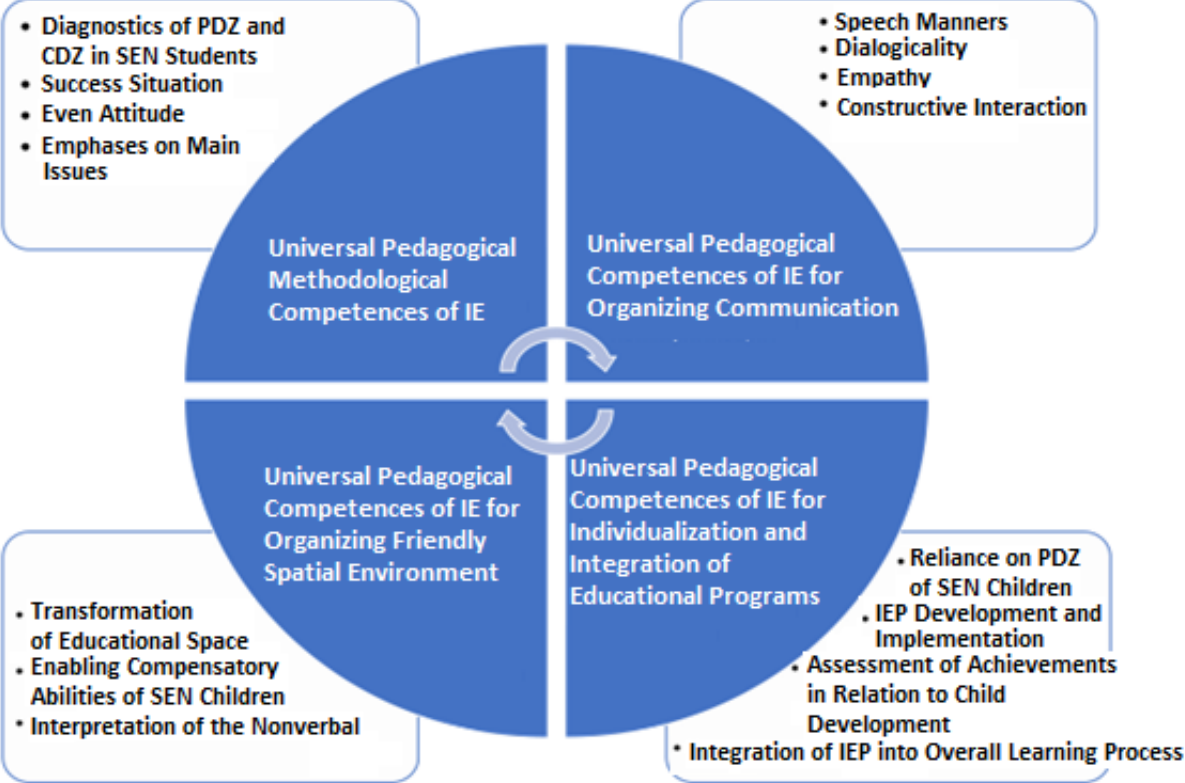 • Diagnostics of PDZ and
CDZ in SEN Students
• Success Situation
• Even Attitude
• Emphases on Main
Issues
• Speech Manners
• Dialogicality
• Empathy
• Constructive Interaction
Universal Pedagogical
Methodological
Competences of IE
Universal Pedagogical
Competences of IE for
Organizing Communication
Universal Pedagogical
Competences of IE for
Organizing Friendly
Spatial Environment
Universal Pedagogical
Competences of IE for
Individualization and
Integration of
Educational Programs
• Transformation
of Educational Space
• Enabling Compensatory
Abilities of SEN Children
• Interpretation of the Nonverbal
• Reliance on PDZ
of SEN Children
• IEP Development and
Implementation
• Assessment of Achievements
in Relation to Child
Development
• Integration of IEP into Overall Learning Process